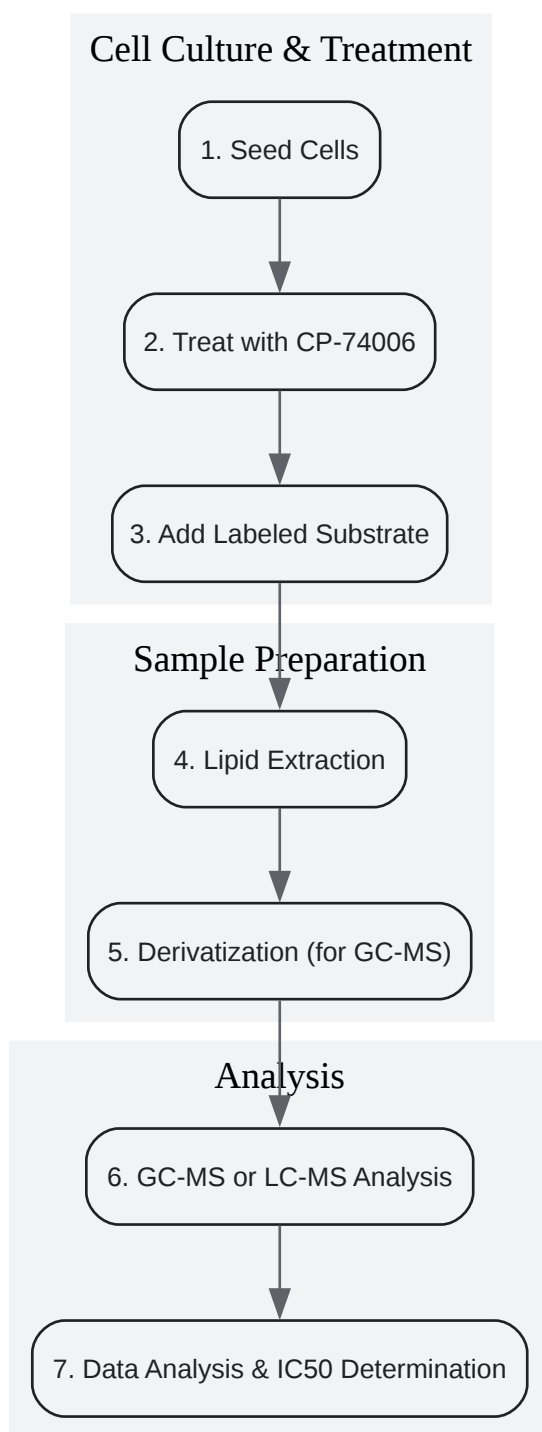 Cell Culture & Treatment
1. Seed Cells
2. Treat with CP-74006
3. Add Labeled Substrate
Sample Preparation
4. Lipid Extraction
5. Derivatization (for GC-MS)
Analysis
6. GC-MS or LC-MS Analysis
7. Data Analysis & IC50 Determination